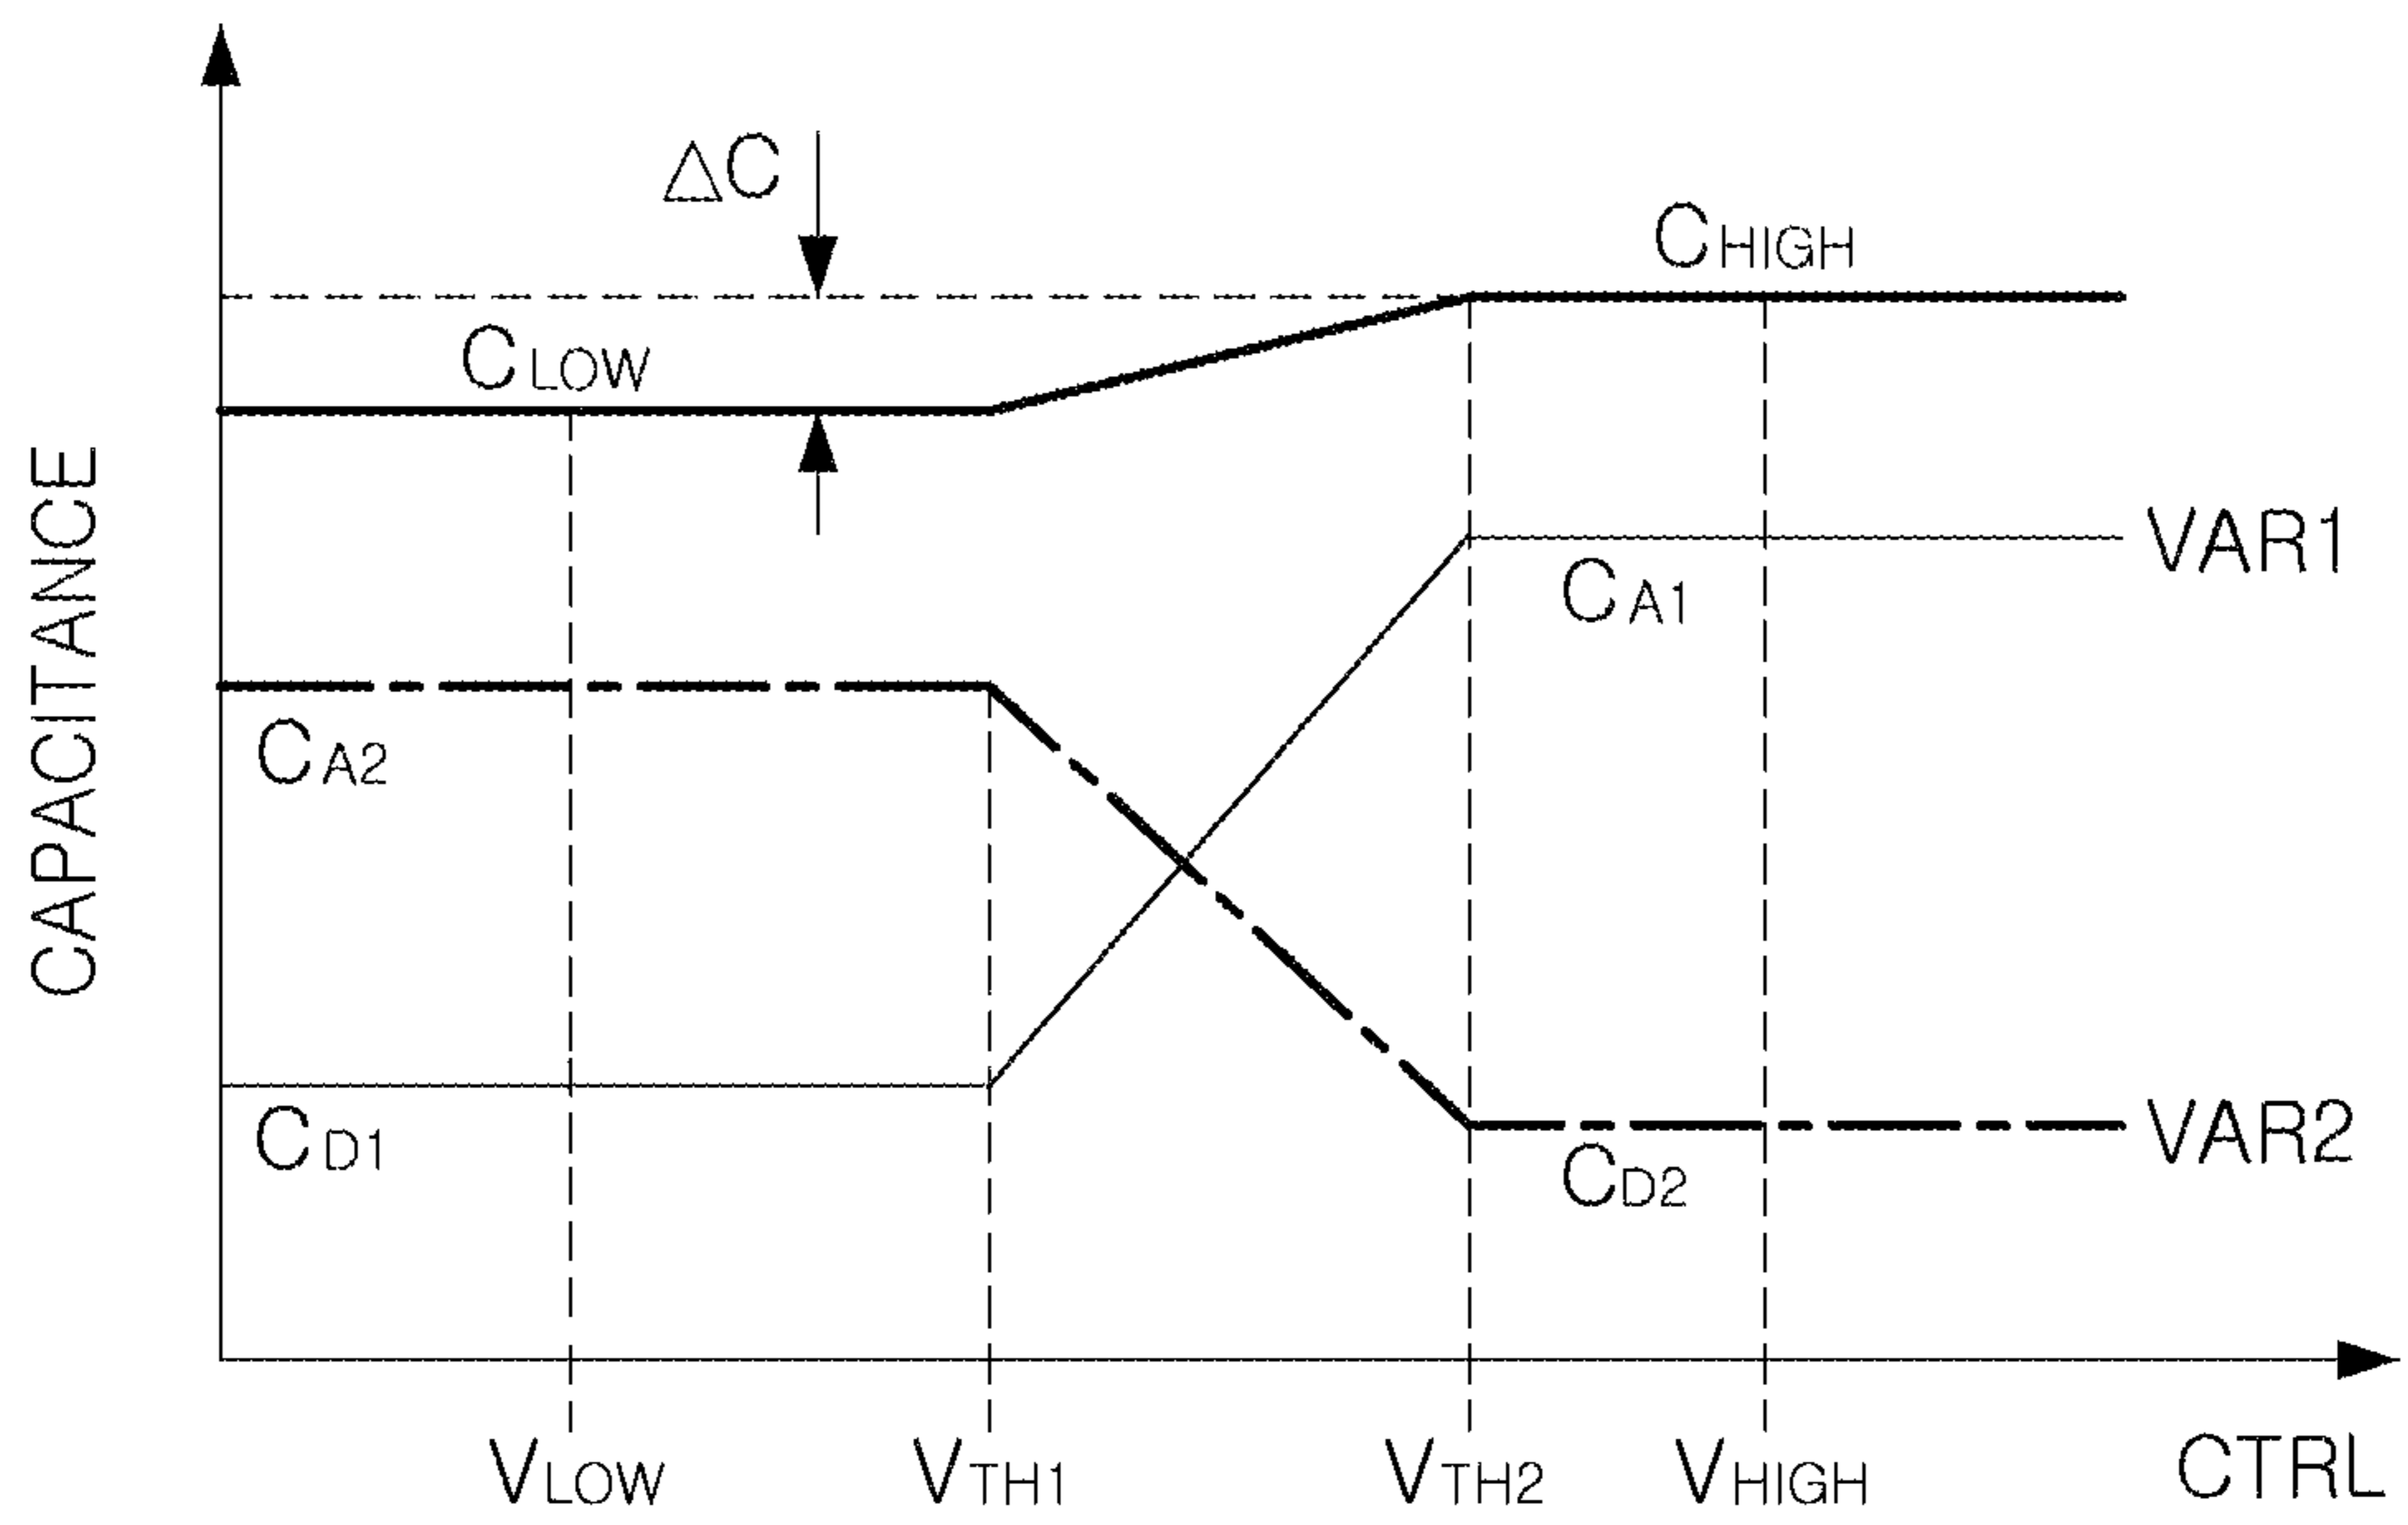 ΔC
CHIGH
CLOW
CAPACITANCE
VAR1
CA1
CA2
CD1
VAR2
CD2
VLOW
VTH1
VTH2
VHIGH
CTRL